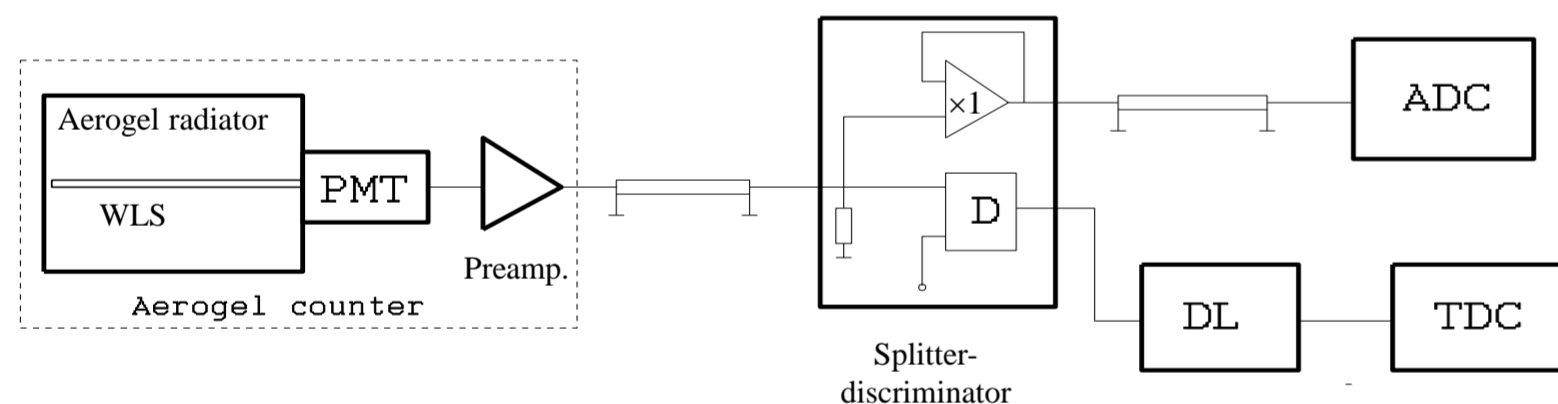 Aerogel radiator
WLS
PMT
Preamp.
Aerogel counter
×1
D
Splitter-
discriminator
ADC
DL
TDC